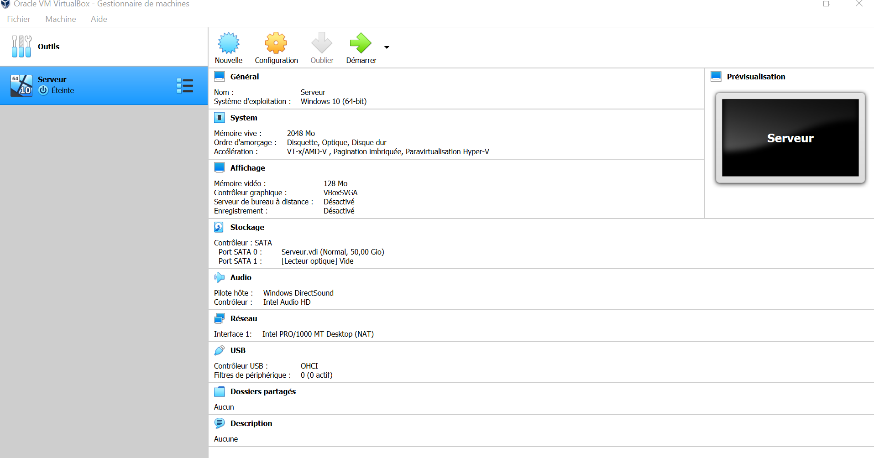 Oracle VM VirtualBox - Gestionnaire de machines
Fichier Machine Aide
Outils
Serveur
Éteinte
Nouvelle Configuration Oublier Démarrer
Général
Nom : Serveur
Système d'exploitation : Windows 10 (64-bit)
System
Mémoire vive : 2048 Mo
Ordre d'amorçage : Disquette, Optique, Disque dur
Accélération : VT-x/AMD-V , Pagination imbriquée, Paravirtualisation Hyper-V
Affichage
Mémoire vidéo : 128 Mo
Contrôleur graphique : VBoxSVGA
Serveur de bureau à distance : Désactivé
Enregistrement : Désactivé
Stockage
Contrôleur : SATA
Port SATA 0 : Serveur.vdi (Normal, 50,00 Gio)
Port SATA 1 : [Lecteur optique] Vide
Audio
Pilote hôte : Windows DirectSound
Contrôleur : Intel Audio HD
Réseau
Interface 1: Intel PRO/1000 MT Desktop (NAT)
USB
Contrôleur USB : OHCI
Filtres de périphérique : 0 (0 actif)
Dossiers partagés
Aucun
Description
Aucune
Prévisualisation
Serveur